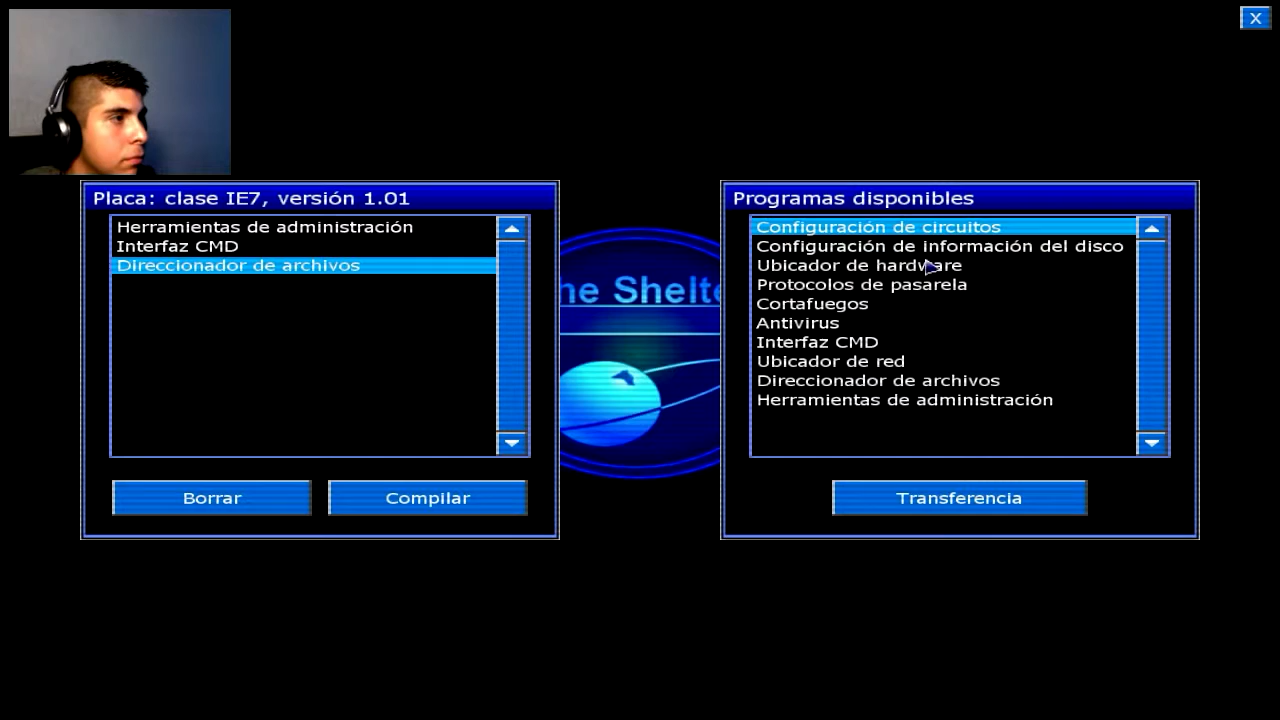 X
Placa: clase IE7, versión 1.01
Herramientas de administración
Interfaz CMD
Direccionador de archivos
Borrar
Compilar
he Shelte
Programas disponibles
Configuración de circuitos
Configuración de información del disco
Ubicador de hardware
Protocolos de pasarela
Cortafuegos
Antivirus
Interfaz CMD
Ubicador de red
Direccionador de archivos
Herramientas de administración
Transferencia